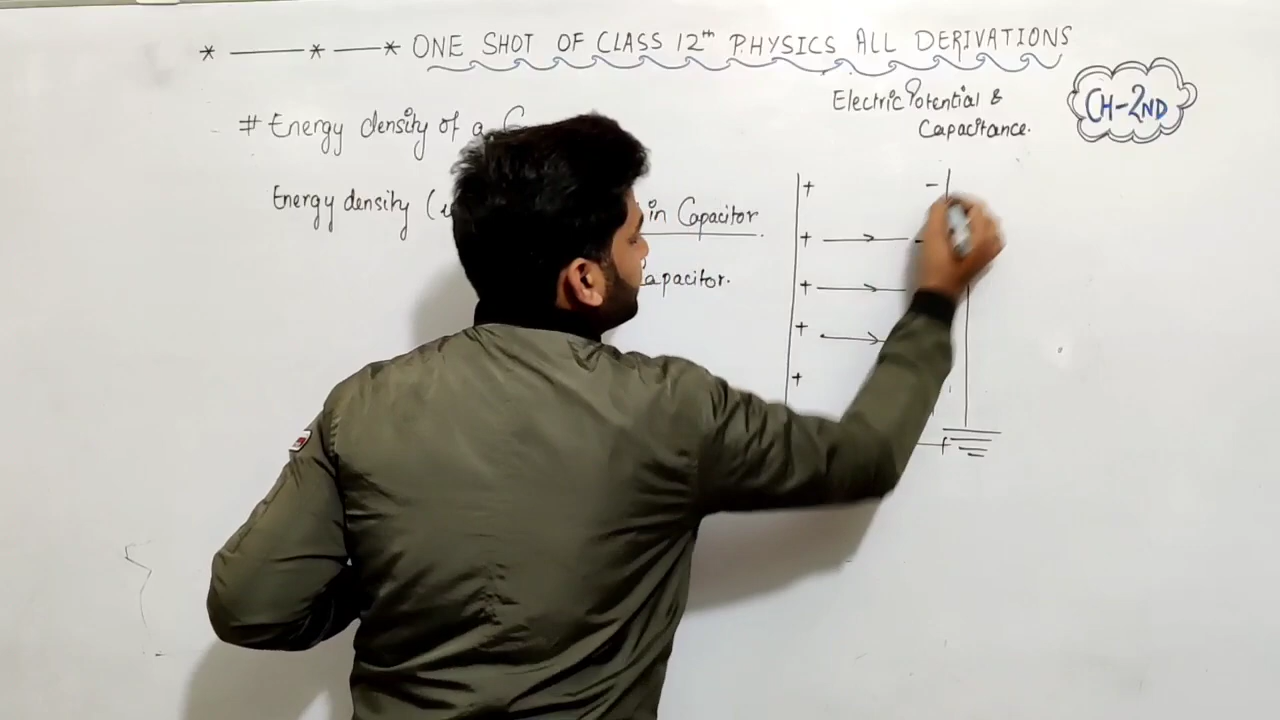 * —— * — * ONE SHOT OF CLASS 12th PHYSICS ALL DERIVATIONS
Electric Potential &
Capacitance.
CH-2ND
# Energy density of a
Energy density ( in Capacitor
apacitor.
+ -
+ -
+
+
+